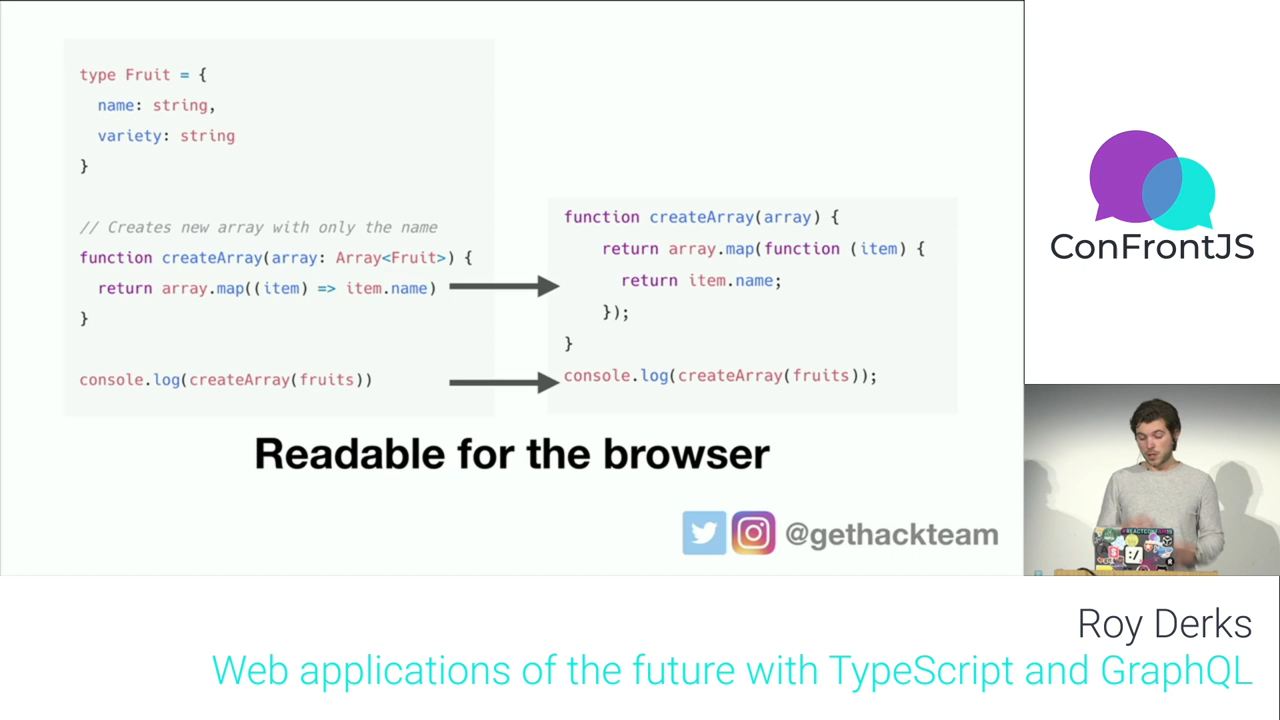 type Fruit = {
name: string,
variety: string
}
// Creates new array with only the name
function createArray(array: Array<Fruit>) {
return array.map((item) => item.name)
}
console.log(createArray(fruits))
function createArray(array) {
return array.map(function (item) {
return item.name;
});
}
console.log(createArray(fruits));
Readable for the browser
@gethackteam
ConFrontJS
Roy Derks
Web applications of the future with TypeScript and GraphQL